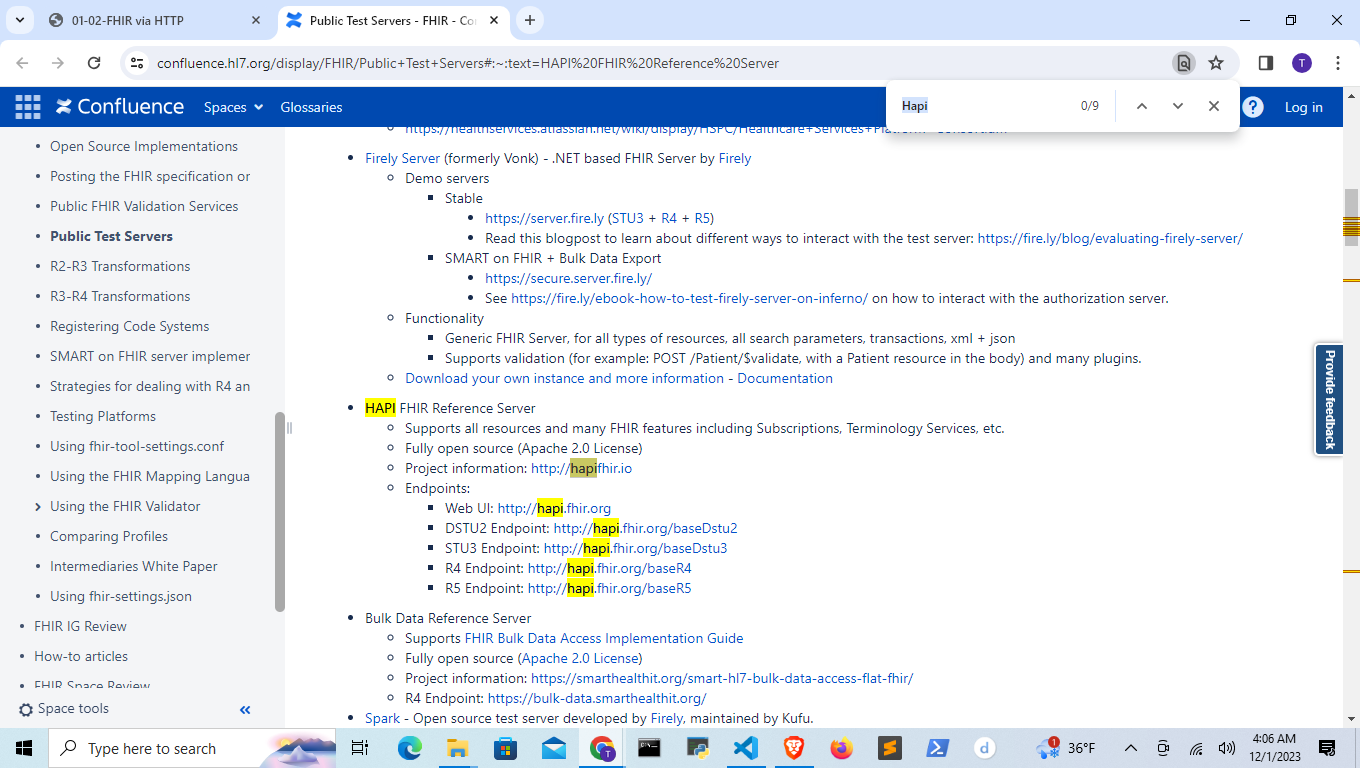 01-02-FHIR via HTTP
Public Test Servers - FHIR - Co
confluence.hl7.org/display/FHIR/Public+Test+Servers#:~:text=HAPI%20FHIR%20Reference%20Server
T
Confluence
Spaces
Glossaries
Hapi
0/9
?
Log in
https://healthservices.atlassian.net/wiki/display/HSPC/Healthcare+Services+Platform+Consortium
Open Source Implementations
Posting the FHIR specification or
Public FHIR Validation Services
Public Test Servers
R2-R3 Transformations
R3-R4 Transformations
Registering Code Systems
SMART on FHIR server implemer
Strategies for dealing with R4 an
Testing Platforms
Using fhir-tool-settings.conf
Using the FHIR Mapping Langua
Using the FHIR Validator
Comparing Profiles
Intermediaries White Paper
Using fhir-settings.json
FHIR IG Review
How-to articles
FHIR Space Review
Space tools
«
Firely Server (formerly Vonk) - .NET based FHIR Server by Firely
Demo servers
Stable
https://server.fire.ly (STU3 + R4 + R5)
Read this blogpost to learn about different ways to interact with the test server: https://fire.ly/blog/evaluating-firely-server/
SMART on FHIR + Bulk Data Export
https://secure.server.fire.ly/
See https://fire.ly/ebook-how-to-test-firely-server-on-inferno/ on how to interact with the authorization server.
Functionality
Generic FHIR Server, for all types of resources, all search parameters, transactions, xml + json
Supports validation (for example: POST /Patient/$validate, with a Patient resource in the body) and many plugins.
Download your own instance and more information - Documentation
HAPI FHIR Reference Server
Supports all resources and many FHIR features including Subscriptions, Terminology Services, etc.
Fully open source (Apache 2.0 License)
Project information: http://hapifhir.io
Endpoints:
Web UI: http://hapi.fhir.org
DSTU2 Endpoint: http://hapi.fhir.org/baseDstu2
STU3 Endpoint: http://hapi.fhir.org/baseDstu3
R4 Endpoint: http://hapi.fhir.org/baseR4
R5 Endpoint: http://hapi.fhir.org/baseR5
Bulk Data Reference Server
Supports FHIR Bulk Data Access Implementation Guide
Fully open source (Apache 2.0 License)
Project information: https://smarthealthit.org/smart-hl7-bulk-data-access-flat-fhir/
R4 Endpoint: https://bulk-data.smarthealthit.org/
Spark - Open source test server developed by Firely, maintained by Kufu.
Provide feedback
Type here to search
T
d
1
36°F
4:06 AM
12/1/2023